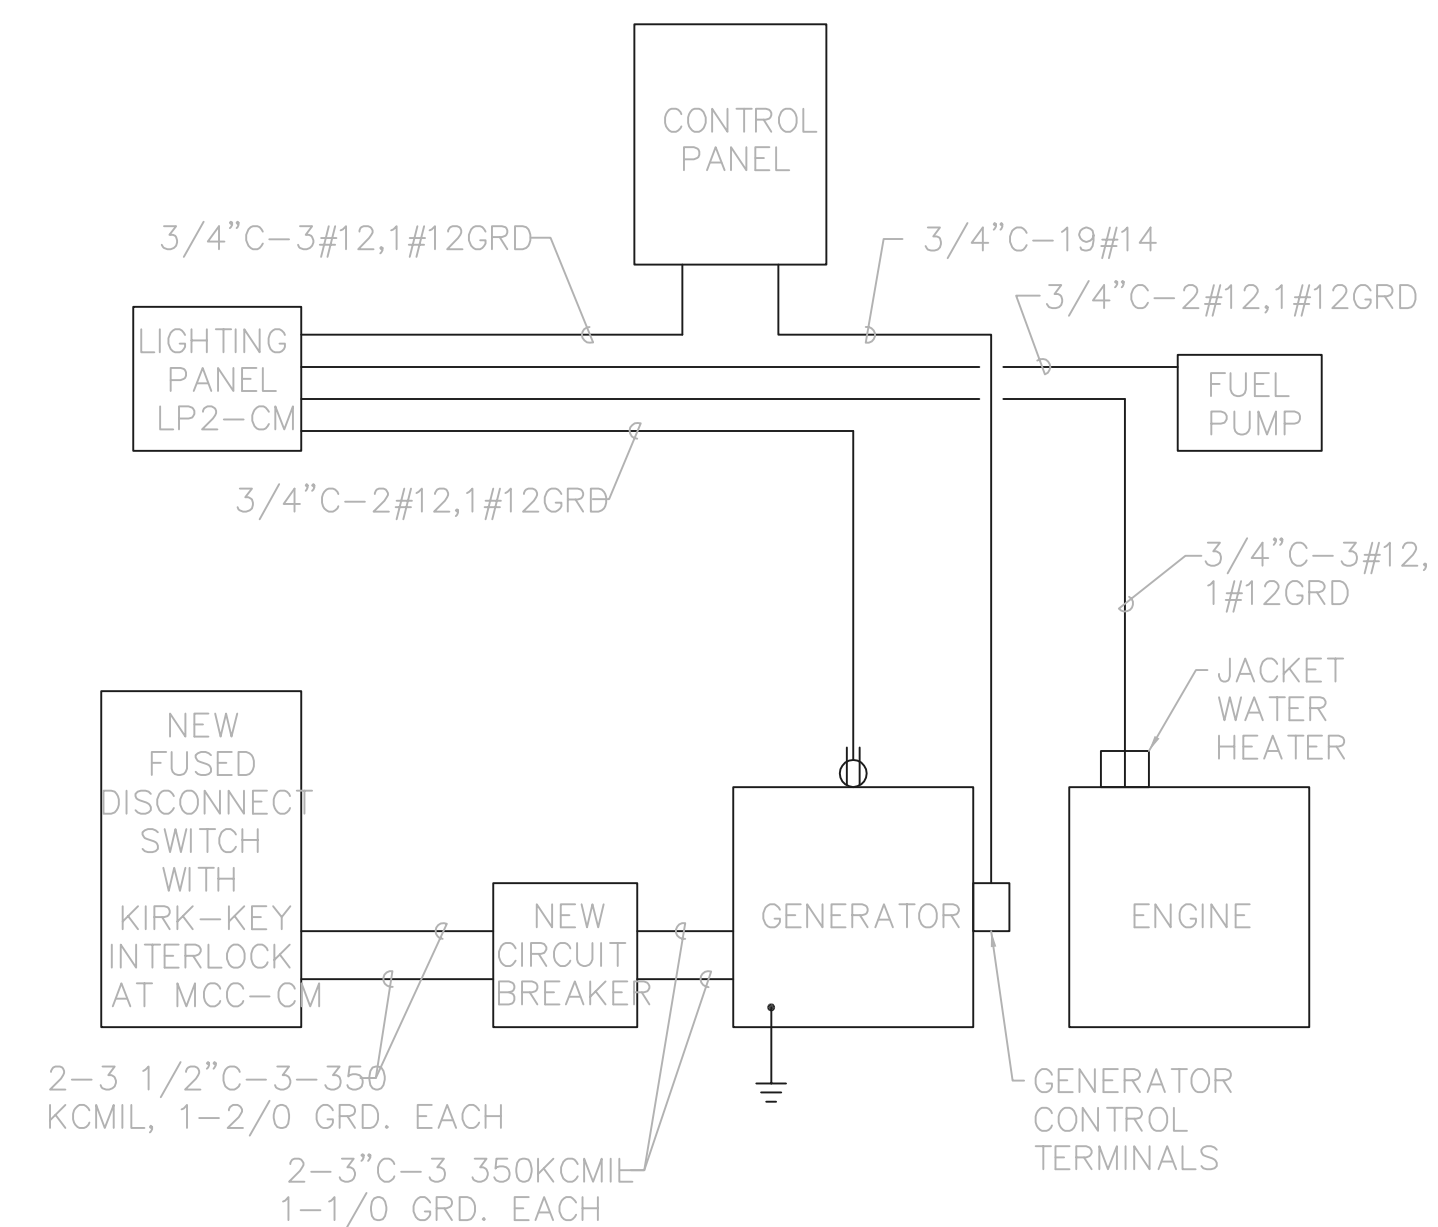 CONTROL
PANEL
3/4"C-3#12,1#12GRD
3/4"C-19#14
3/4"C-2#12,1#12GRD
LIGHTING
PANEL
LP2-CM
FUEL
PUMP
3/4"C-2#12,1#12GRD
3/4"C-3#12,
1#12GRD
JACKET
WATER
HEATER
NEW
FUSED
DISCONNECT
SWITCH
WITH
KIRK-KEY
INTERLOCK
AT MCC-CM
NEW
CIRCUIT
BREAKER
GENERATOR
ENGINE
2-3 1/2"C-3-350
KCMIL, 1-2/0 GRD. EACH
GENERATOR
CONTROL
TERMINALS
2-3"C-3 350KCMIL
1-1/0 GRD. EACH